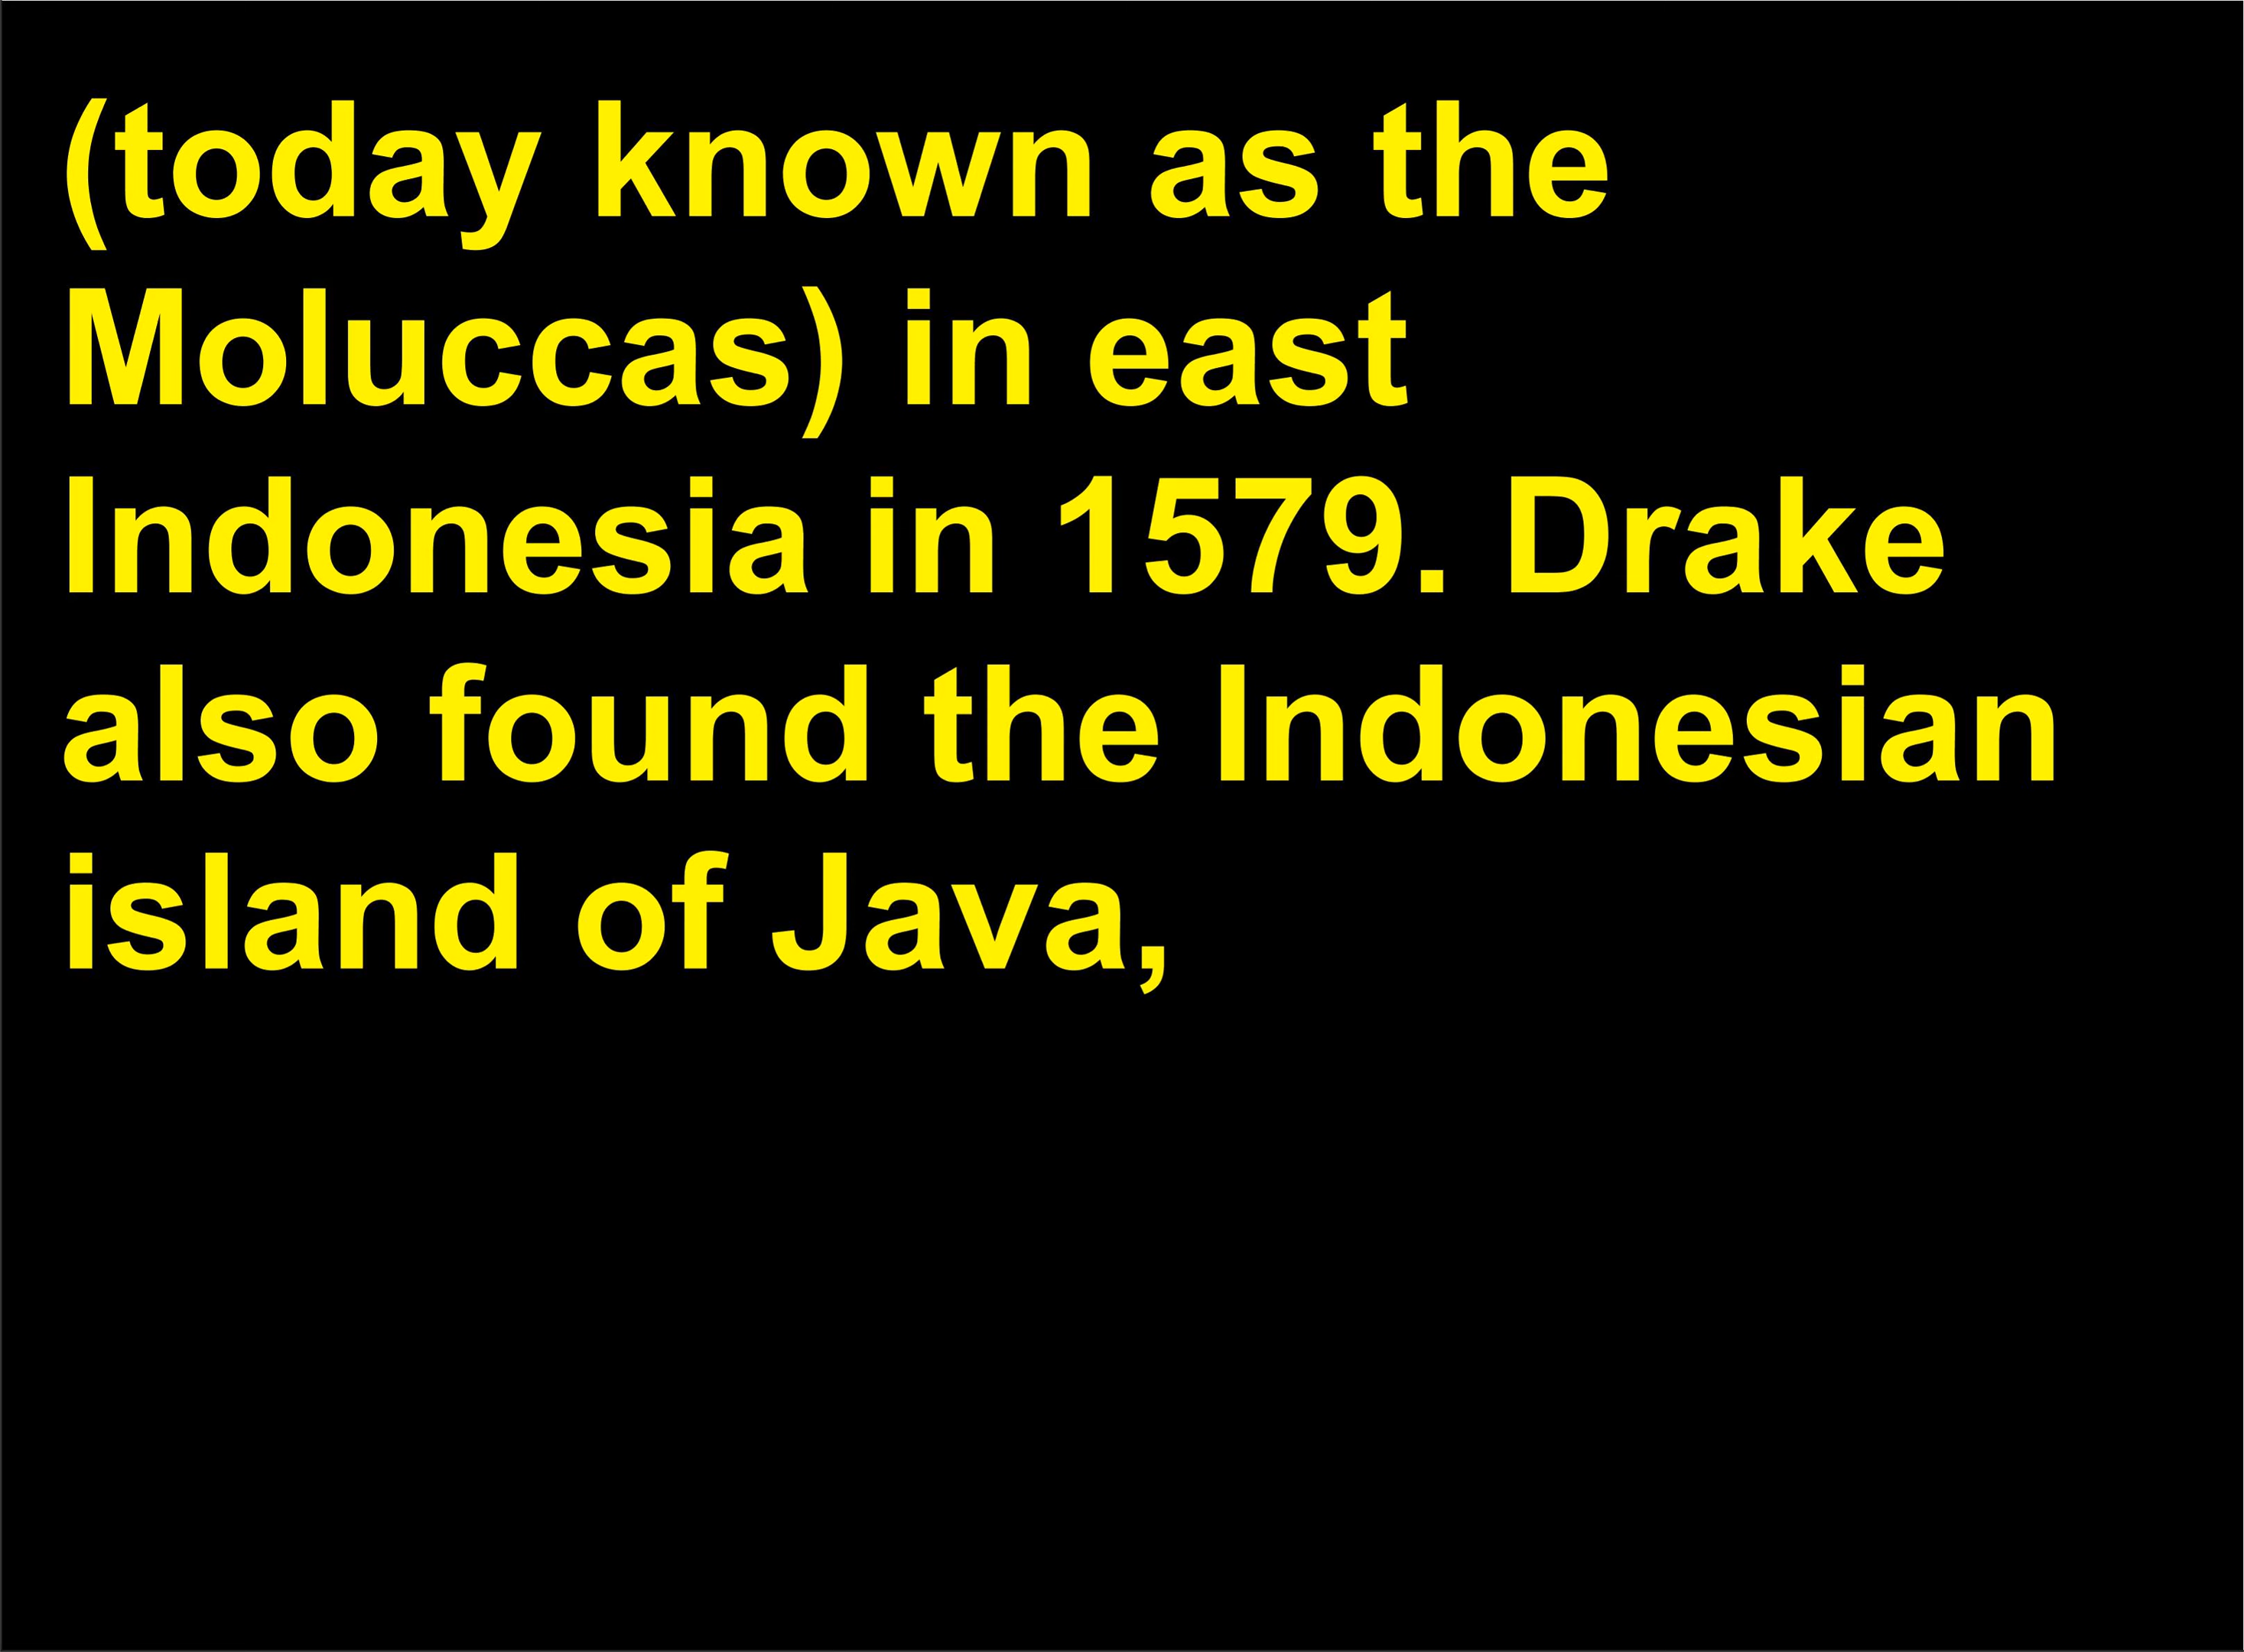 (today known as the
Moluccas) in east
Indonesia in 1579. Drake
also found the Indonesian
island of Java,